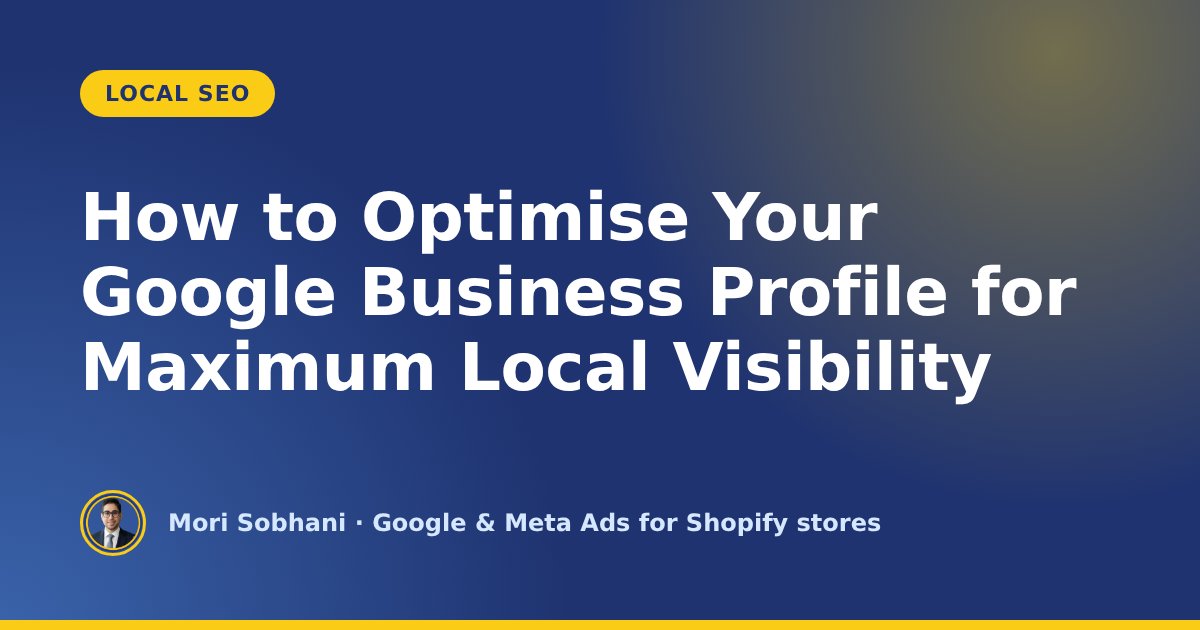 LOCAL SEO
How to Optimise Your
Google Business Profile for
Maximum Local Visibility
Mori Sobhani · Google & Meta Ads for Shopify stores